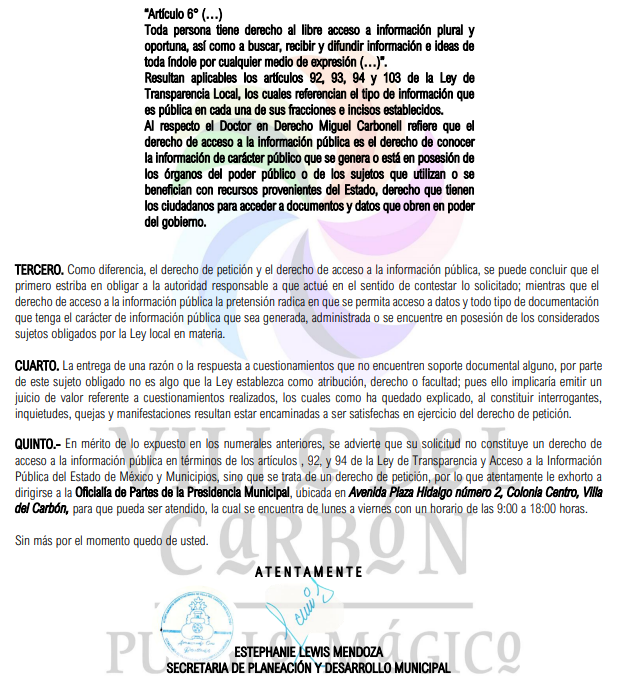 "Artículo 6° (...)
Toda persona tiene derecho al libre acceso a información plural y
oportuna, así como a buscar, recibir y difundir información e ideas de
toda índole por cualquier medio de expresión (...)".
Resultan aplicables los artículos 92, 93, 94 y 103 de la Ley de
Transparencia Local, los cuales referencian el tipo de información que
es pública en cada una de sus fracciones e incisos establecidos.
Al respecto el Doctor en Derecho Miguel Carbonell refiere que el
derecho de acceso a la información pública es el derecho de conocer
la información de carácter público que se genera o está en posesión de
los órganos del poder público o de los sujetos que utilizan o se
benefician con recursos provenientes del Estado, derecho que tienen
los ciudadanos para acceder a documentos y datos que obren en poder
del gobierno.
TERCERO. Como diferencia, el derecho de petición y el derecho de acceso a la información pública, se puede concluir que el
primero estriba en obligar a la autoridad responsable a que actué en el sentido de contestar lo solicitado; mientras que el
derecho de acceso a la información pública la pretensión radica en que se permita acceso a datos y todo tipo de documentación
que tenga el carácter de información pública que sea generada, administrada o se encuentre en posesión de los considerados
sujetos obligados por la Ley local en materia.
CUARTO. La entrega de una razón o la respuesta a cuestionamientos que no encuentren soporte documental alguno, por parte
de este sujeto obligado no es algo que la Ley establezca como atribución, derecho o facultad; pues ello implicaría emitir un
juicio de valor referente a cuestionamientos realizados, los cuales como ha quedado explicado, al constituir interrogantes,
inquietudes, quejas y manifestaciones resultan estar encaminadas a ser satisfechas en ejercicio del derecho de petición.
QUINTO.- En mérito de lo expuesto en los numerales anteriores, se advierte que su solicitud no constituye un derecho de
acceso a la información pública en términos de los artículos , 92, y 94 de la Ley de Transparencia y Acceso a la Información
Pública del Estado de México y Municipios, sino que se trata de un derecho de petición, por lo que atentamente le exhorto a
dirigirse a la Oficialía de Partes de la Presidencia Municipal, ubicada en Avenida Plaza Hidalgo número 2, Colonia Centro, Villa
del Carbón, para que pueda ser atendido, la cual se encuentra de lunes a viernes con un horario de las 9:00 a 18:00 horas.
Sin más por el momento quedo de usted.
VILLA DEL
CARBÓN
ATENTAMENTE
PUEBLO MÁGICO
ESTEPHANIE LEWIS MENDOZA
SECRETARIA DE PLANEACIÓN Y DESARROLLO MUNICIPAL